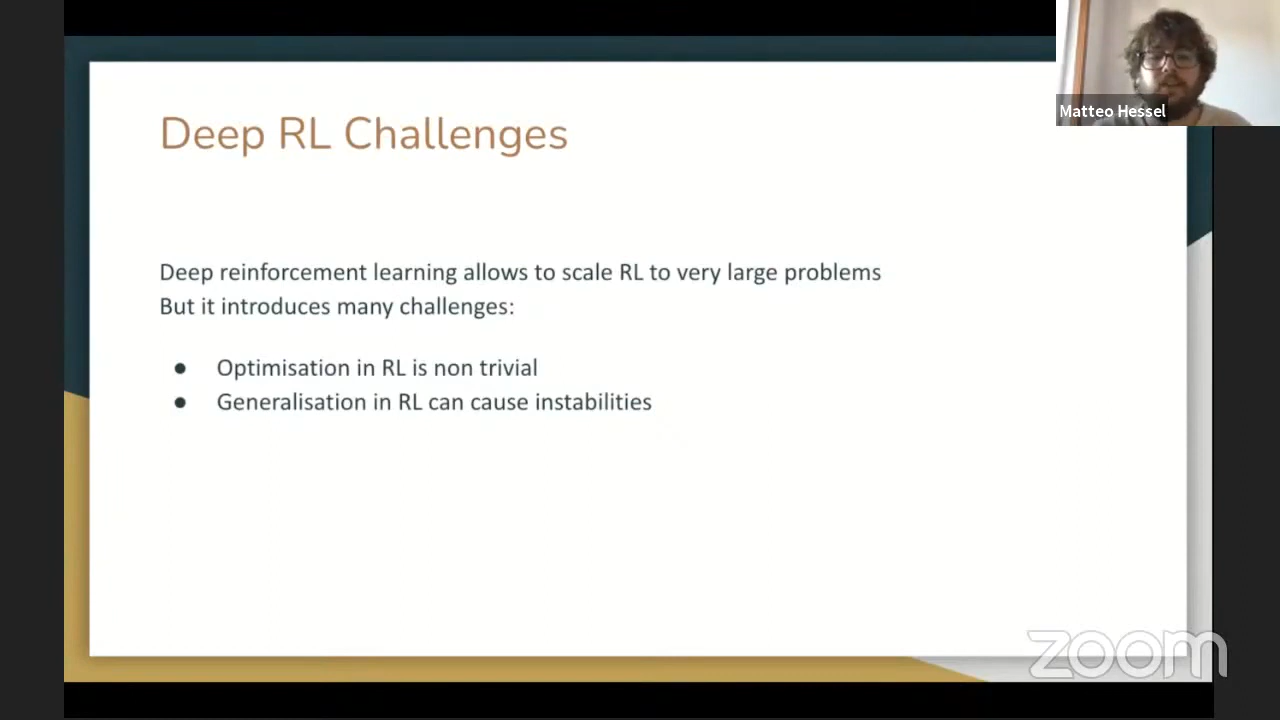 Matteo Hessel
Deep RL Challenges
Deep reinforcement learning allows to scale RL to very large problems
But it introduces many challenges:
● Optimisation in RL is non trivial
● Generalisation in RL can cause instabilities
zoom